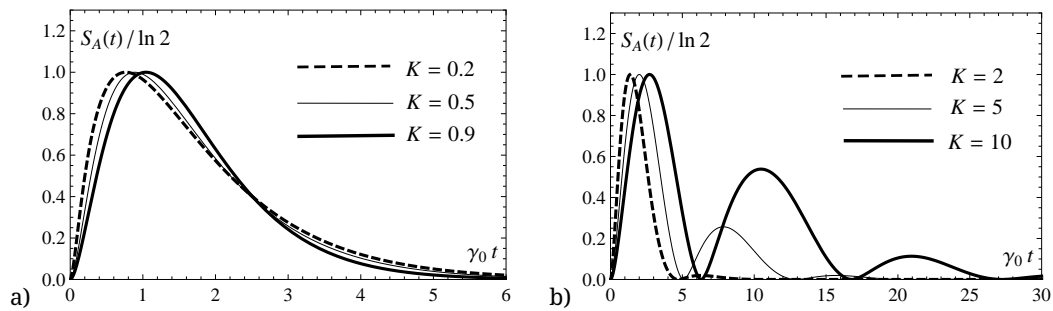 S_A(t) / ln 2
1.2
1.0
0.8
0.6
0.4
0.2
0.0
K = 0.2
K = 0.5
K = 0.9
γ₀ t
0 1 2 3 4 5 6
a)
S_A(t) / ln 2
1.2
1.0
0.8
0.6
0.4
0.2
0.0
K = 2
K = 5
K = 10
γ₀ t
0 5 10 15 20 25 30
b)